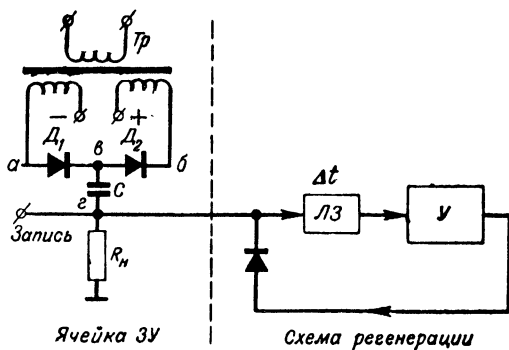 Тр
− +
Д₁ Д₂
а в б
С
г
Запись
Rн
Δt
ЛЗ У
Ячейка ЗУ Схема регенерации